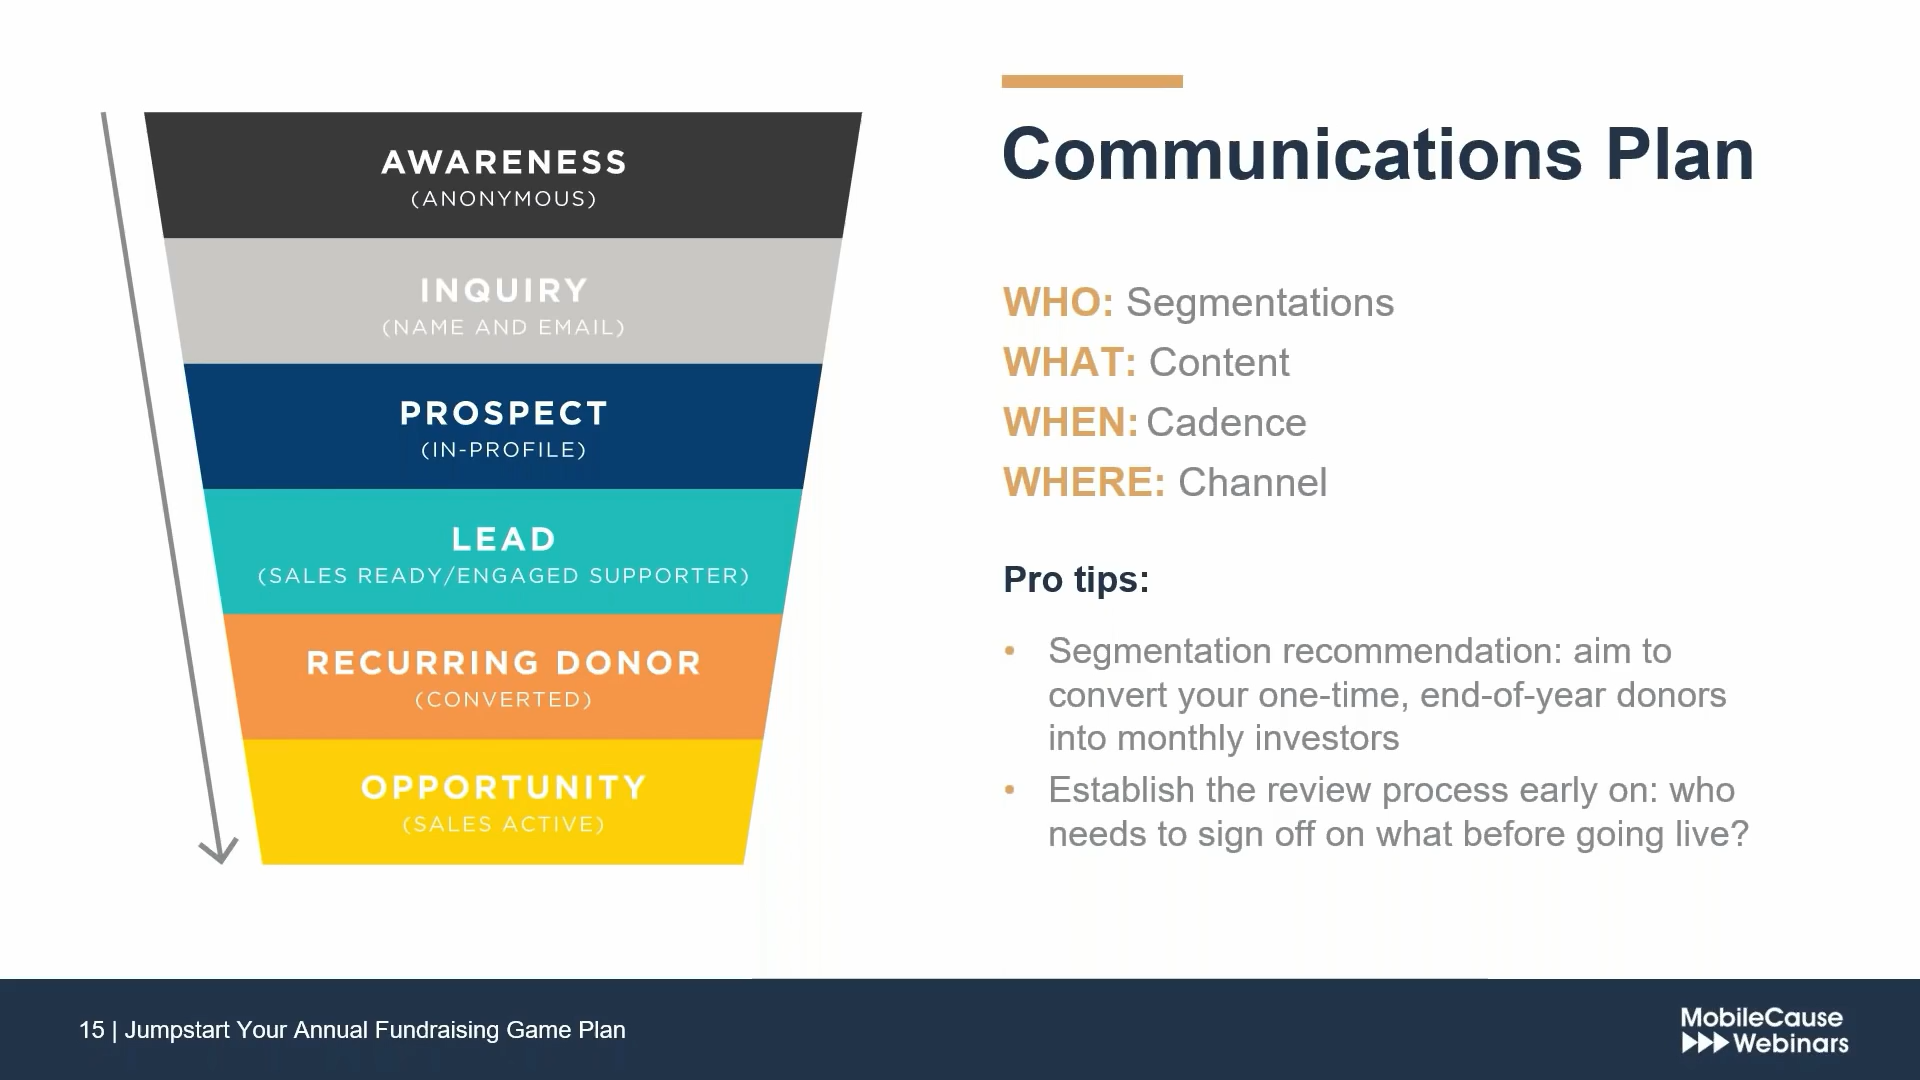 AWARENESS
(ANONYMOUS)
INQUIRY
(NAME AND EMAIL)
PROSPECT
(IN-PROFILE)
LEAD
(SALES READY/ENGAGED SUPPORTER)
RECURRING DONOR
(CONVERTED)
OPPORTUNITY
(SALES ACTIVE)
Communications Plan
WHO: Segmentations
WHAT: Content
WHEN: Cadence
WHERE: Channel
Pro tips:
• Segmentation recommendation: aim to
convert your one-time, end-of-year donors
into monthly investors
• Establish the review process early on: who
needs to sign off on what before going live?
15 | Jumpstart Your Annual Fundraising Game Plan
MobileCause
Webinars